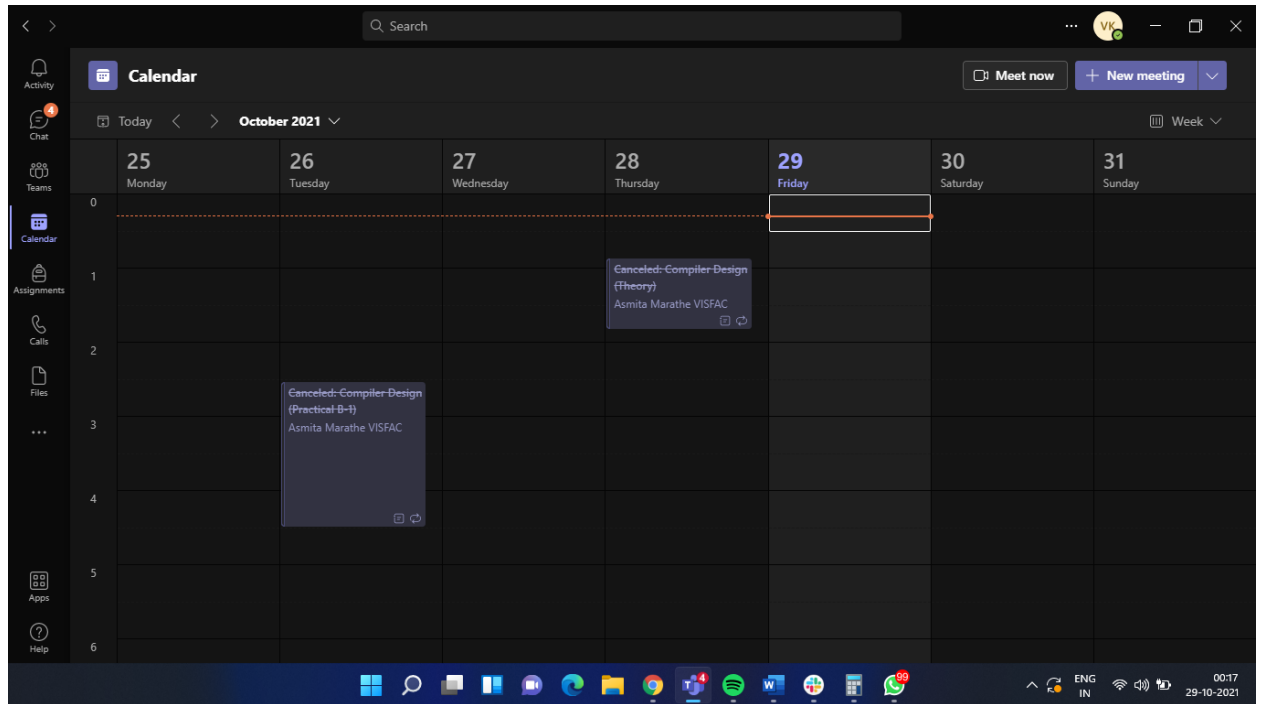 Search
VK
Activity
Calendar
Meet now
New meeting
4
Chat
Today
October 2021
Week
Teams
25
26
27
28
29
30
31
Monday
Tuesday
Wednesday
Thursday
Friday
Saturday
Sunday
0
Calendar
Assignments
1
Canceled: Compiler Design
(Theory)
Asmita Marathe VISFAC
Calls
2
Files
Canceled: Compiler Design
(Practical B-1)
Asmita Marathe VISFAC
3
4
5
Apps
Help
6
4
99
ENG
IN
00:17
29-10-2021